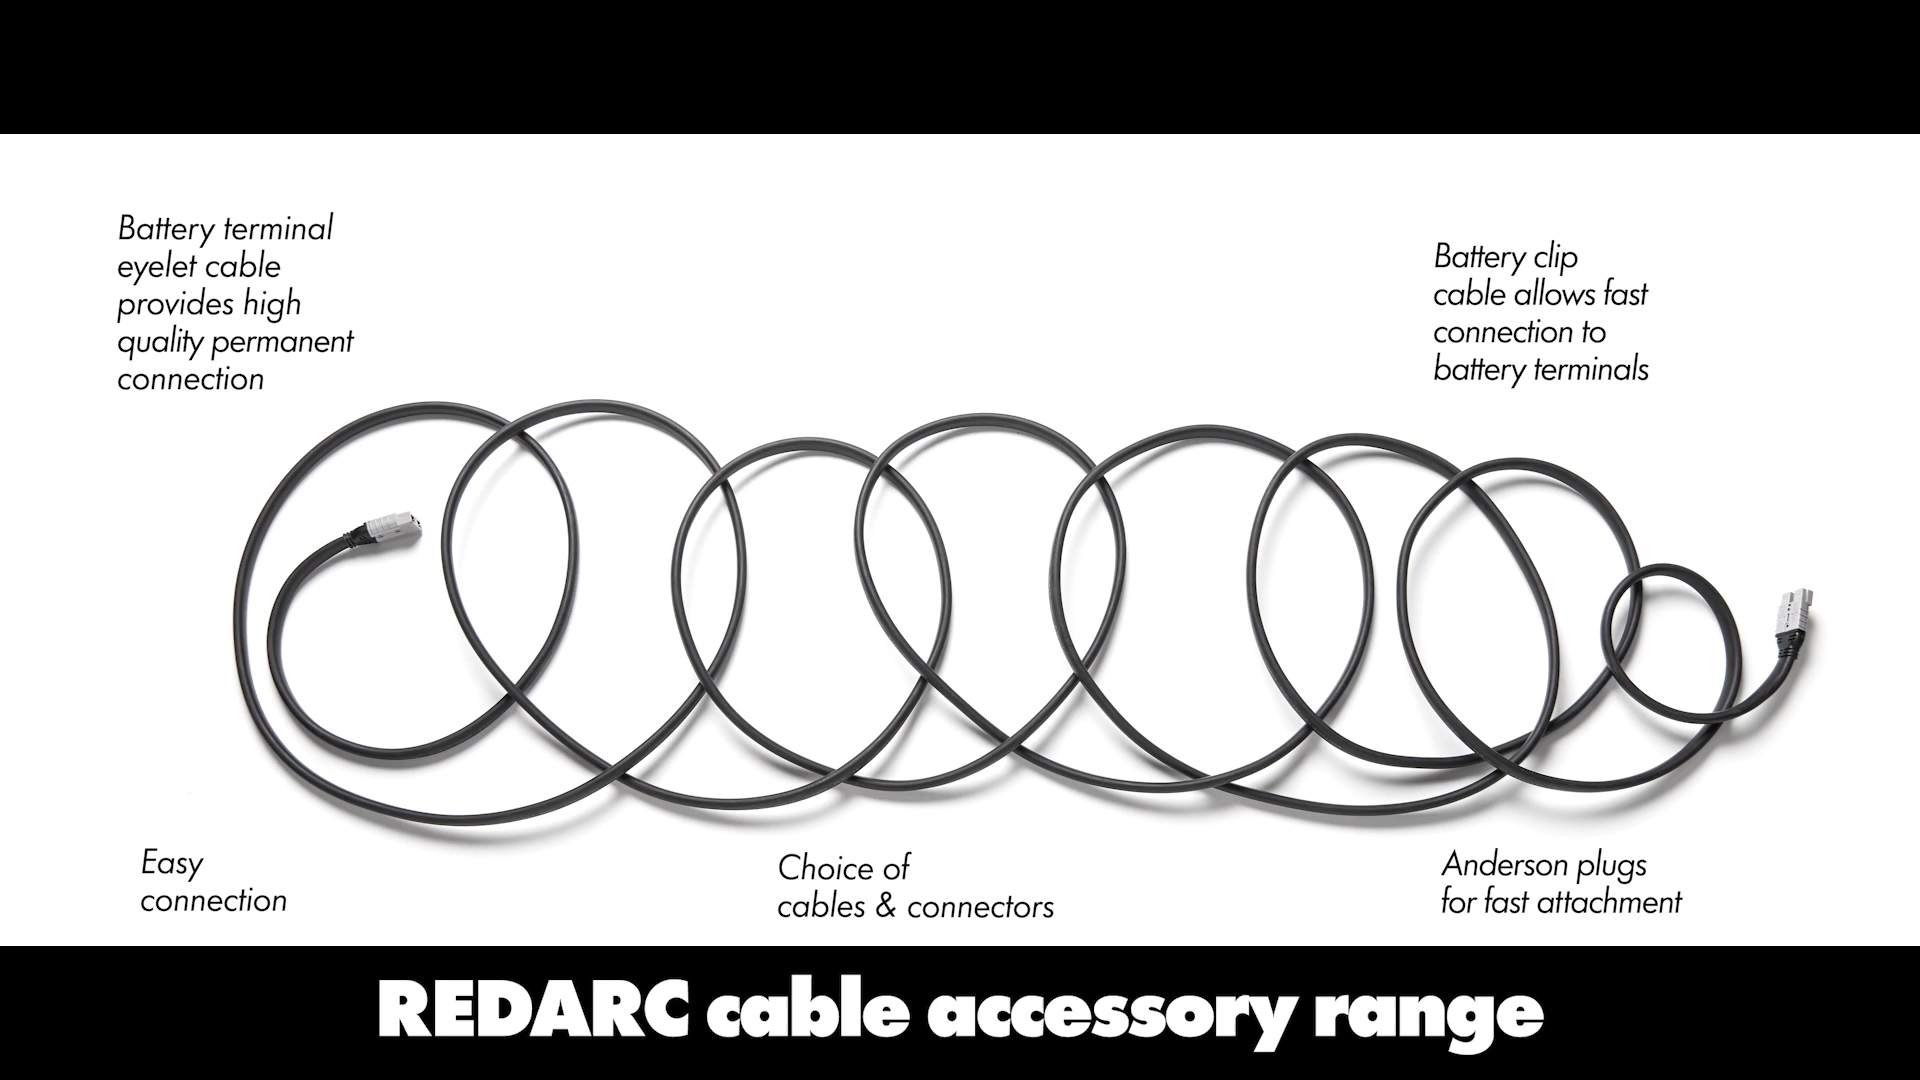 Battery terminal
eyelet cable
provides high
quality permanent
connection
Battery clip
cable allows fast
connection to
battery terminals
Easy
connection
Choice of
cables & connectors
Anderson plugs
for fast attachment
REDARC cable accessory range